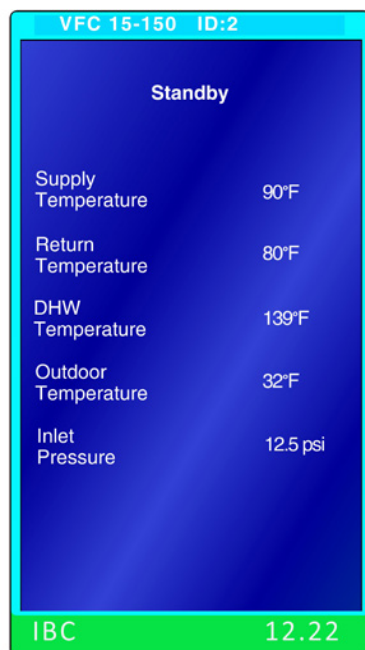 VFC 15-150 ID:2
Standby
Supply
Temperature 90°F
Return
Temperature 80°F
DHW
Temperature 139°F
Outdoor
Temperature 32°F
Inlet
Pressure 12.5 psi
IBC 12.22